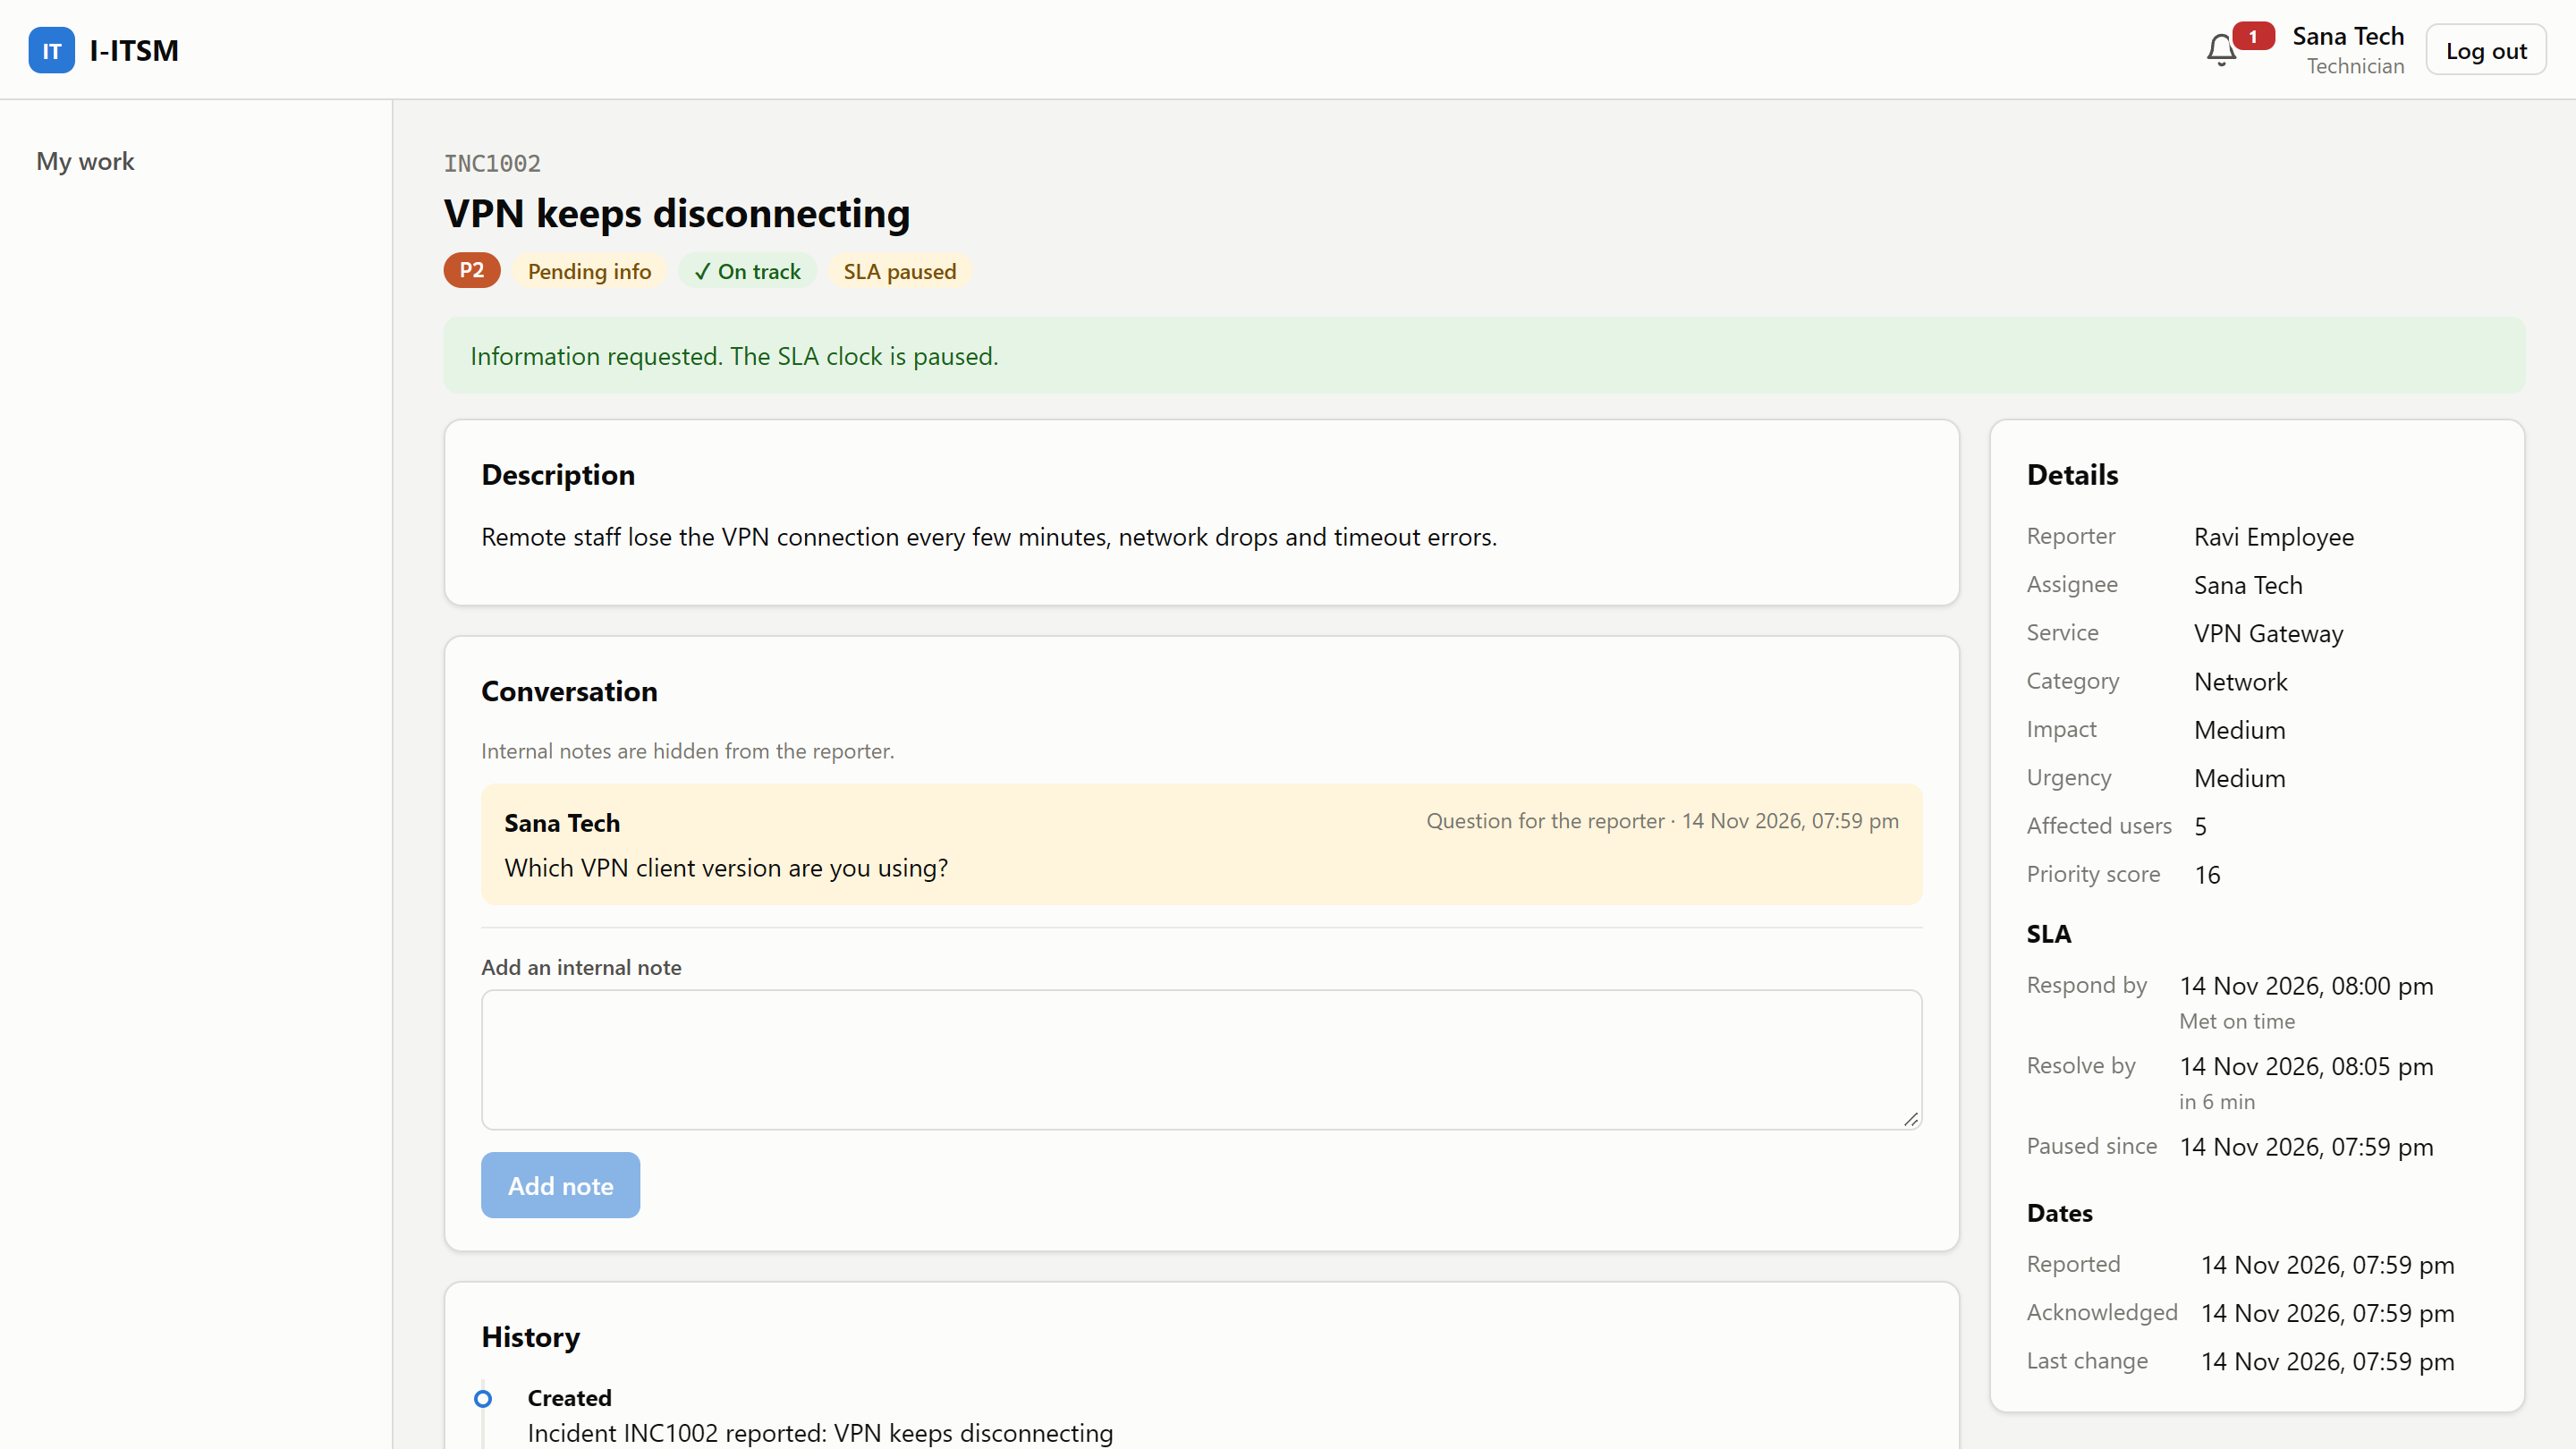 IT I-ITSM
1
Sana Tech
Technician
Log out
My work
INC1002
VPN keeps disconnecting
P2 Pending info ✓ On track SLA paused
Information requested. The SLA clock is paused.
Description
Remote staff lose the VPN connection every few minutes, network drops and timeout errors.
Conversation
Internal notes are hidden from the reporter.
Sana Tech Question for the reporter · 14 Nov 2026, 07:59 pm
Which VPN client version are you using?
Add an internal note
Add note
History
Created
Incident INC1002 reported: VPN keeps disconnecting
Details
Reporter Ravi Employee
Assignee Sana Tech
Service VPN Gateway
Category Network
Impact Medium
Urgency Medium
Affected users 5
Priority score 16
SLA
Respond by 14 Nov 2026, 08:00 pm
Met on time
Resolve by 14 Nov 2026, 08:05 pm
in 6 min
Paused since 14 Nov 2026, 07:59 pm
Dates
Reported 14 Nov 2026, 07:59 pm
Acknowledged 14 Nov 2026, 07:59 pm
Last change 14 Nov 2026, 07:59 pm